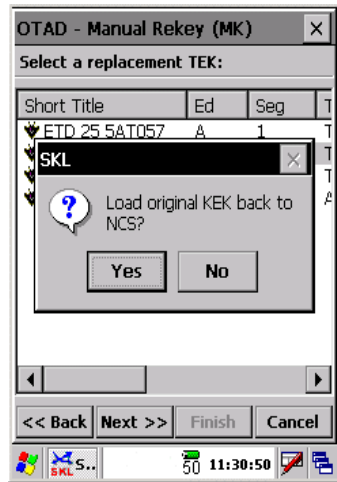 OTAD - Manual Rekey (MK)
Select a replacement TEK:
Short Title Ed Seg T
ETD 25 5AT057 A 1 T
SKL
T
T
A
Load original KEK back to
NCS?
Yes No
<< Back Next >> Finish Cancel
SKL S.. 50 11:30:50